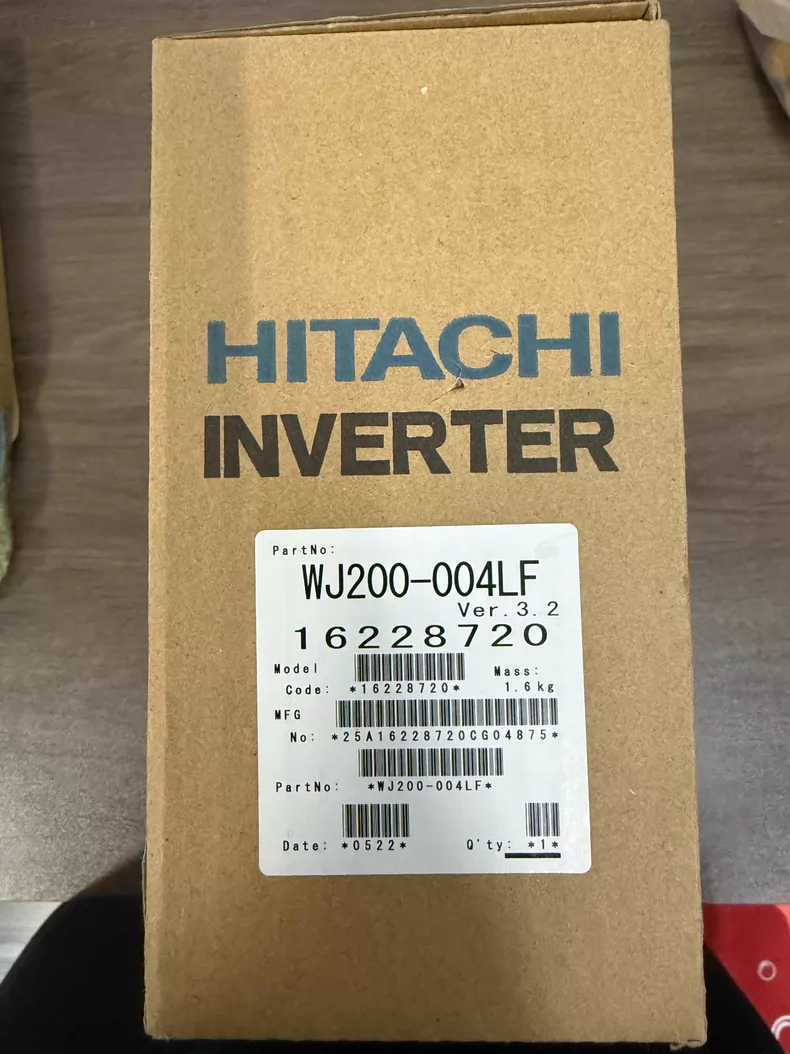 HITACHI
INVERTER
PartNo:
WJ200-004LF
Ver.3.2
16228720
Model Mass:
Code: *16228720* 1.6kg
MFG
No: *25A16228720CG04875*
PartNo: *WJ200-004LF*
Date: *0522* Q'ty: *1*